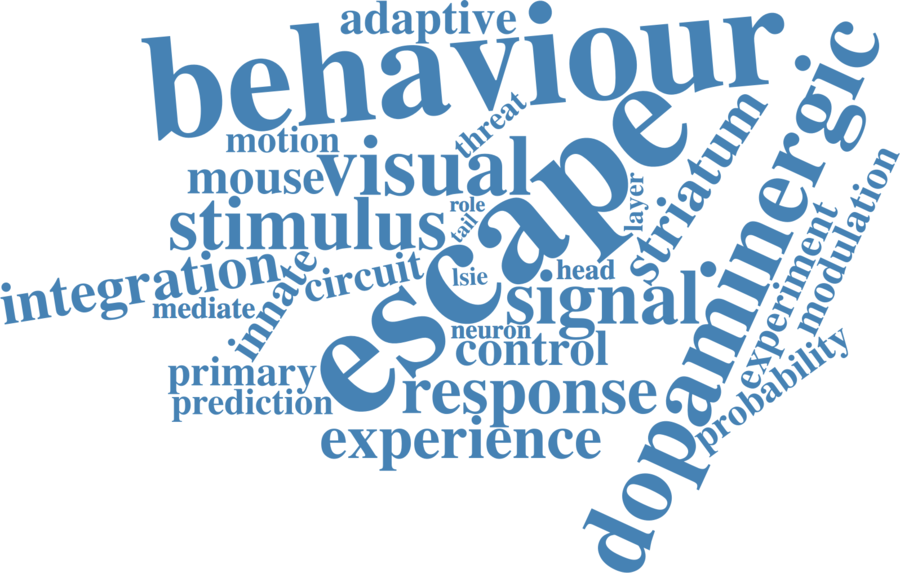 adaptive
behaviour
threat
motion
visual
mouse
escape
striatum
dopaminergic
layer
role
stimulus
tail
modulation
experiment
integration
innate
circuit
lsie
head
signal
mediate
neuron
control
probability
primary
response
prediction
experience